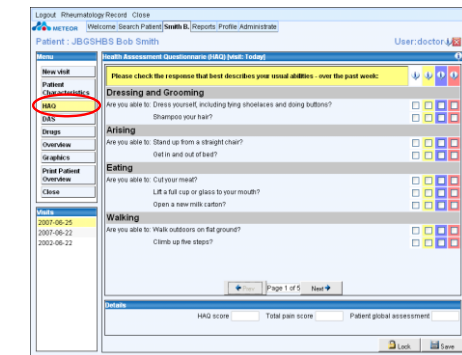 Logout Rheumatology Record Close
METEOR Welcome Search Patient Smith B. Reports Profile Administrate
Patient : JBGSHBS Bob Smith User:doctor
Menu
New visit
Patient Characteristics
HAQ
DAS
Drugs
Overview
Graphics
Print Patient Overview
Close
Visits
2007-06-25
2007-06-22
2002-06-22
Health Assessment Questionnaire (HAQ) [visit: Today]
Please check the response that best describes your usual abilities - over the past week:
Dressing and Grooming
Are you able to: Dress yourself, including tying shoelaces and doing buttons?
Shampoo your hair?
Arising
Are you able to: Stand up from a straight chair?
Get in and out of bed?
Eating
Are you able to: Cut your meat?
Lift a full cup or glass to your mouth?
Open a new milk carton?
Walking
Are you able to: Walk outdoors on flat ground?
Climb up five steps?
Prev Page 1 of 5 Next
Details
HAQ score Total pain score Patient global assessment
Lock Save